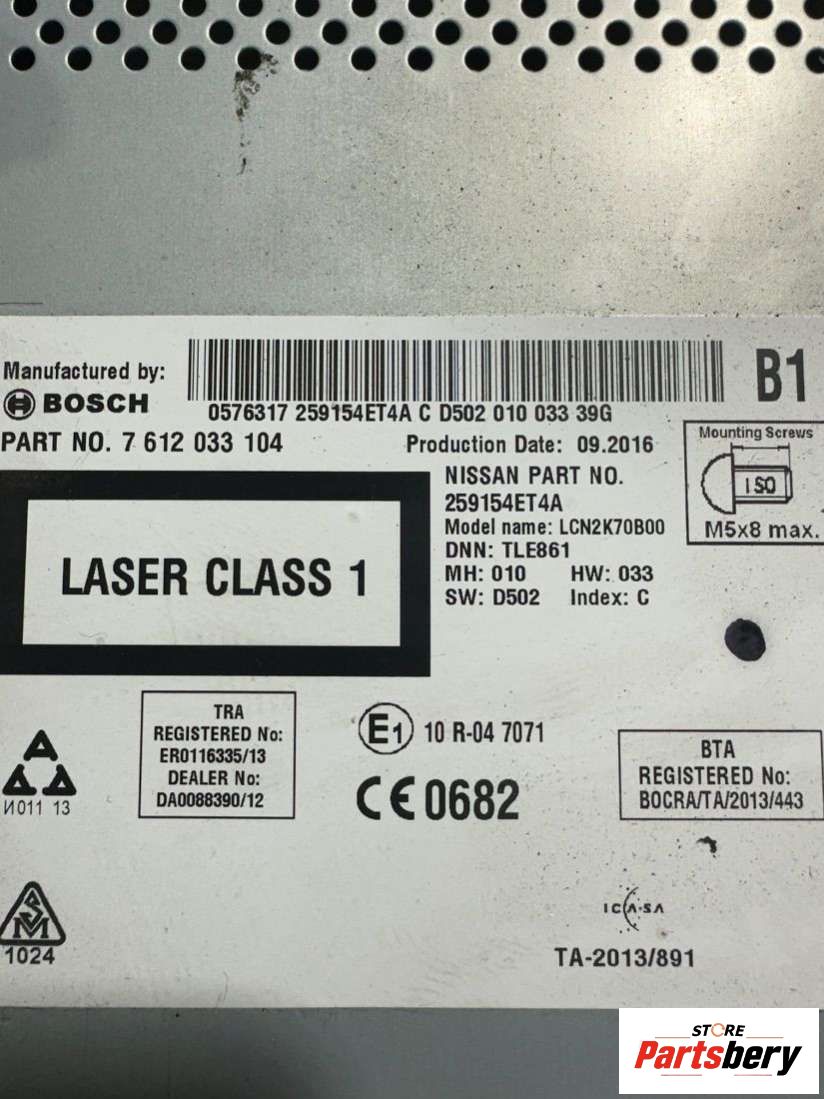 Manufactured by:
BOSCH
B1
0576317 259154ET4A C D502 010 033 39G
PART NO. 7 612 033 104
Production Date: 09.2016
Mounting Screws
ISO
M5x8 max.
NISSAN PART NO.
259154ET4A
Model name: LCN2K70B00
DNN: TLE861
MH: 010 HW: 033
SW: D502 Index: C
LASER CLASS 1
TRA
REGISTERED No:
ER0116335/13
DEALER No:
DA0088390/12
E1 10 R-04 7071
CE 0682
BTA
REGISTERED No:
BOCRA/TA/2013/443
И011 13
SM
1024
ICASA
TA-2013/891
STORE
Partsbery